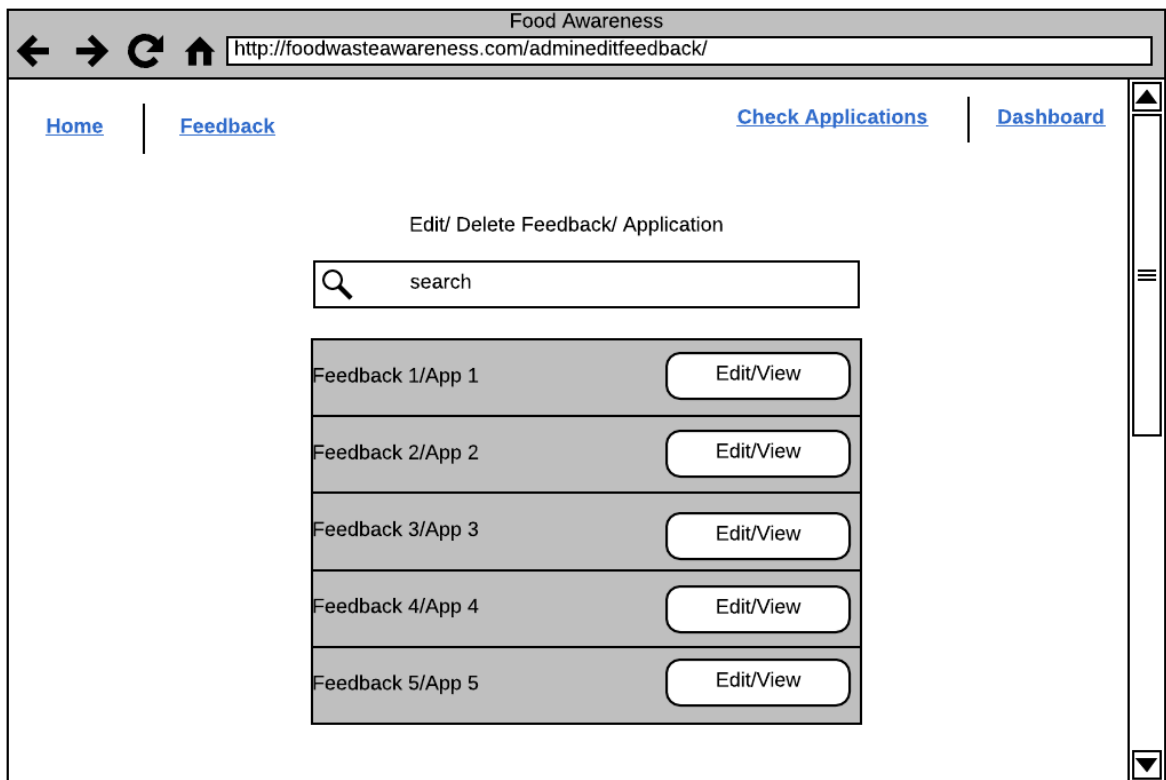 Food Awareness
http://foodwasteawareness.com/admineditfeedback/
Home
Feedback
Check Applications
Dashboard
Edit/ Delete Feedback/ Application
search
Feedback 1/App 1
Edit/View
Feedback 2/App 2
Edit/View
Feedback 3/App 3
Edit/View
Feedback 4/App 4
Edit/View
Feedback 5/App 5
Edit/View